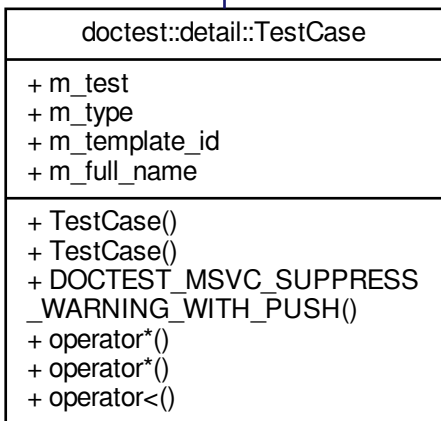 doctest::detail::TestCase
+ m_test
+ m_type
+ m_template_id
+ m_full_name
+ TestCase()
+ TestCase()
+ DOCTEST_MSVC_SUPPRESS
_WARNING_WITH_PUSH()
+ operator*()
+ operator*()
+ operator<()